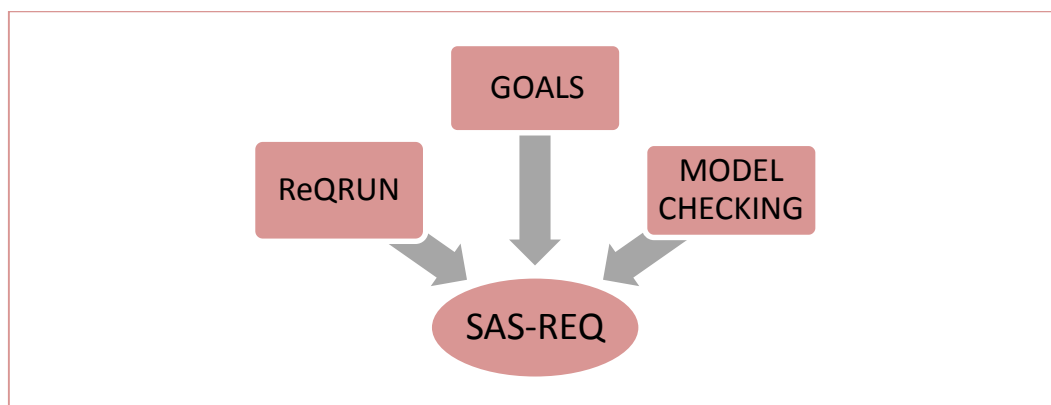 GOALS
ReQRUN
MODEL
CHECKING
SAS-REQ